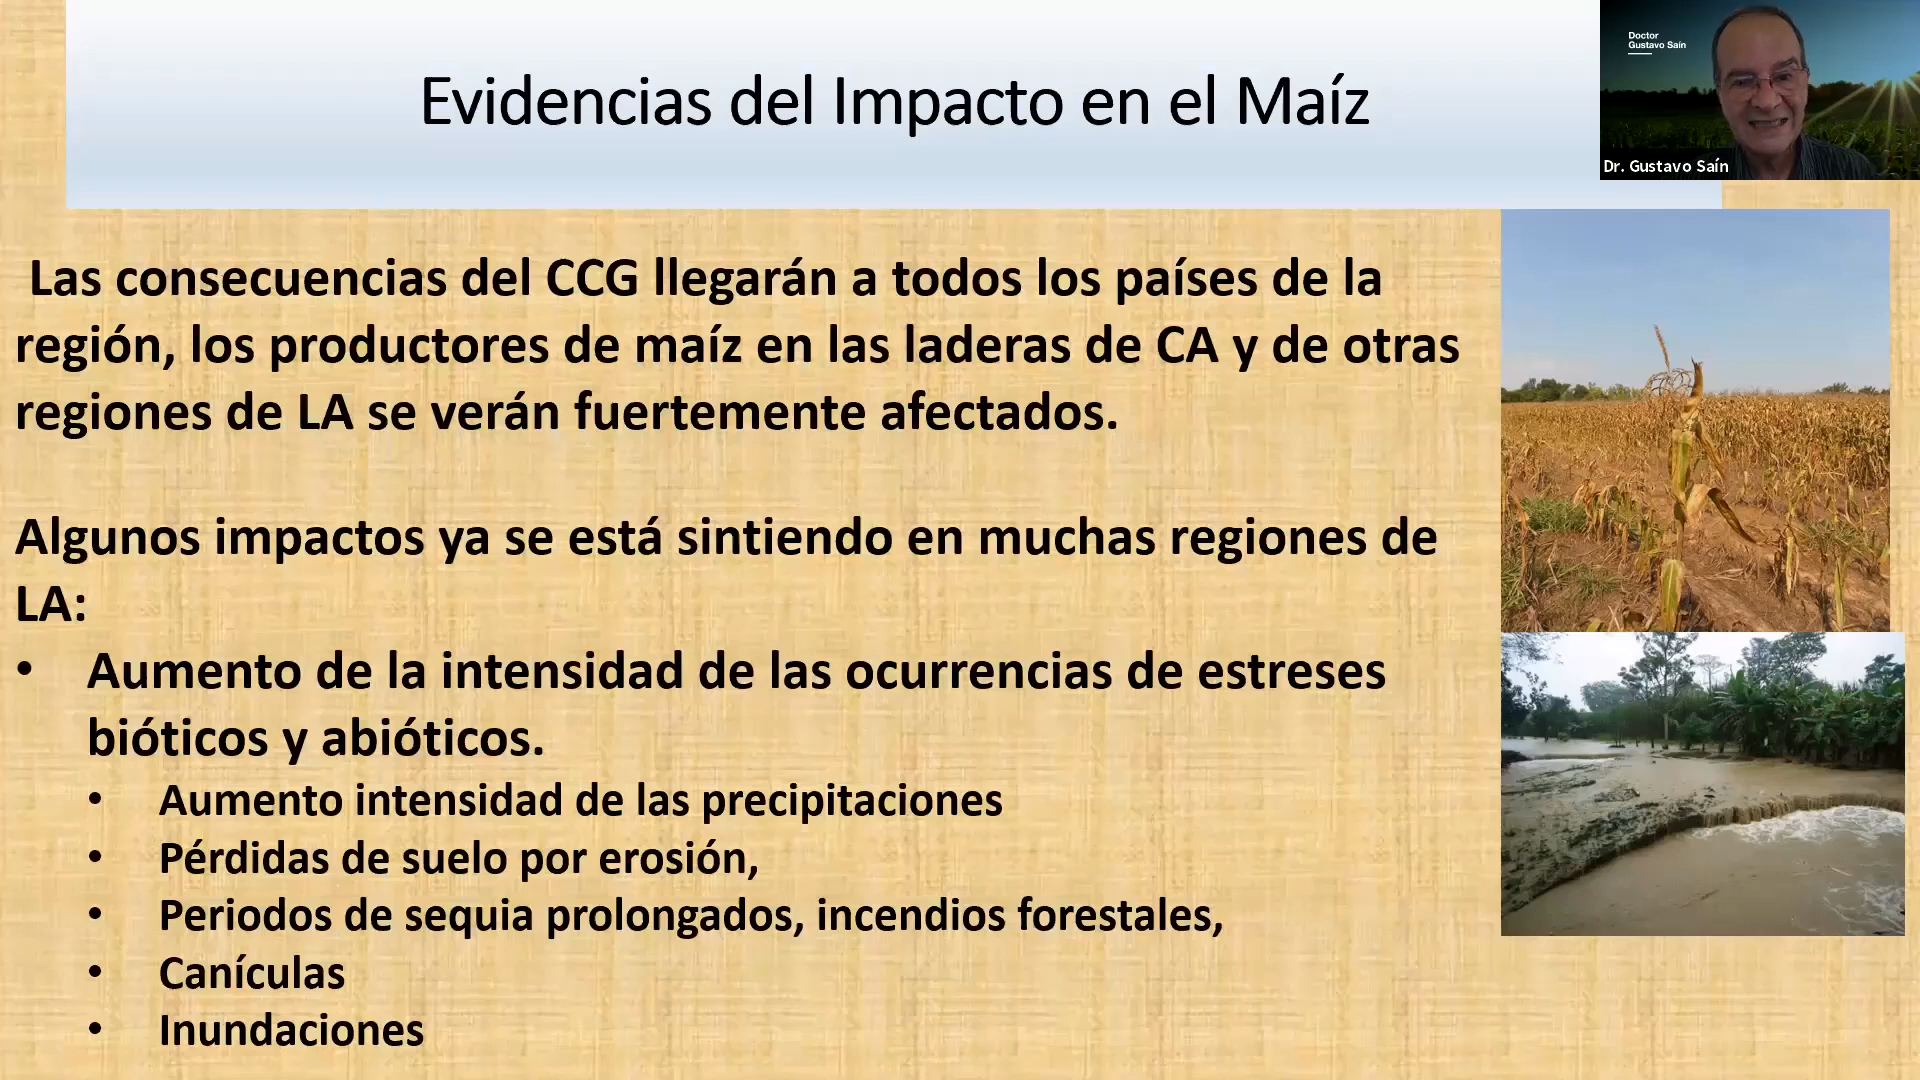 Evidencias del Impacto en el Maíz
Doctor
Gustavo Saín
Dr. Gustavo Saín
Las consecuencias del CCG llegarán a todos los países de la
región, los productores de maíz en las laderas de CA y de otras
regiones de LA se verán fuertemente afectados.
Algunos impactos ya se está sintiendo en muchas regiones de
LA:
• Aumento de la intensidad de las ocurrencias de estreses
bióticos y abióticos.
• Aumento intensidad de las precipitaciones
• Pérdidas de suelo por erosión,
• Periodos de sequia prolongados, incendios forestales,
• Canículas
• Inundaciones